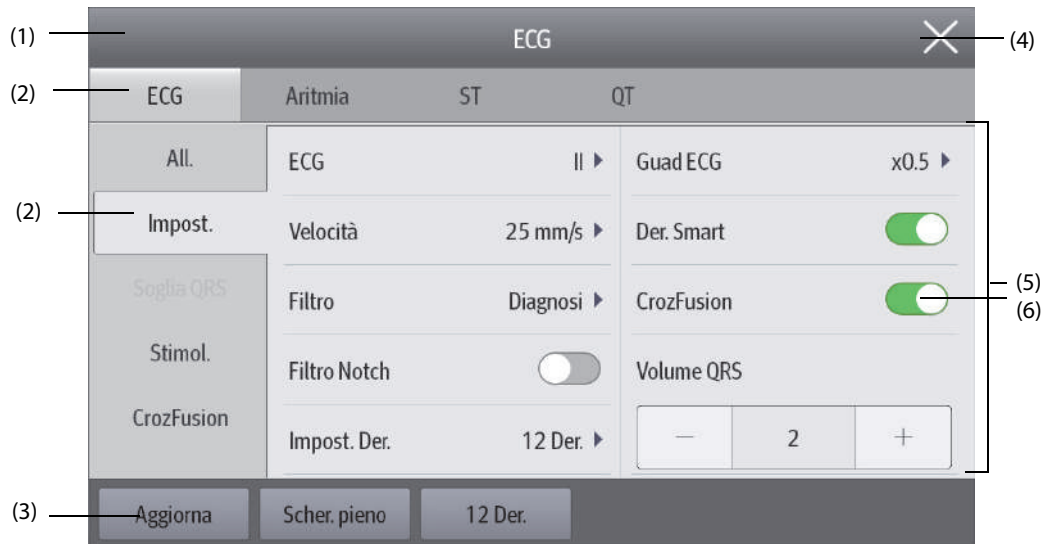 (1) ECG (4)
(2) ECG Aritmia ST QT
All. ECG II Guad ECG x0.5
(2) Impost. Velocità 25 mm/s Der. Smart
Soglia QRS Filtro Diagnosi CrozFusion (5)
(6)
Stimol. Filtro Notch Volume QRS
CrozFusion Impost. Der. 12 Der. − 2 +
(3) Aggiorna Scher. pieno 12 Der.